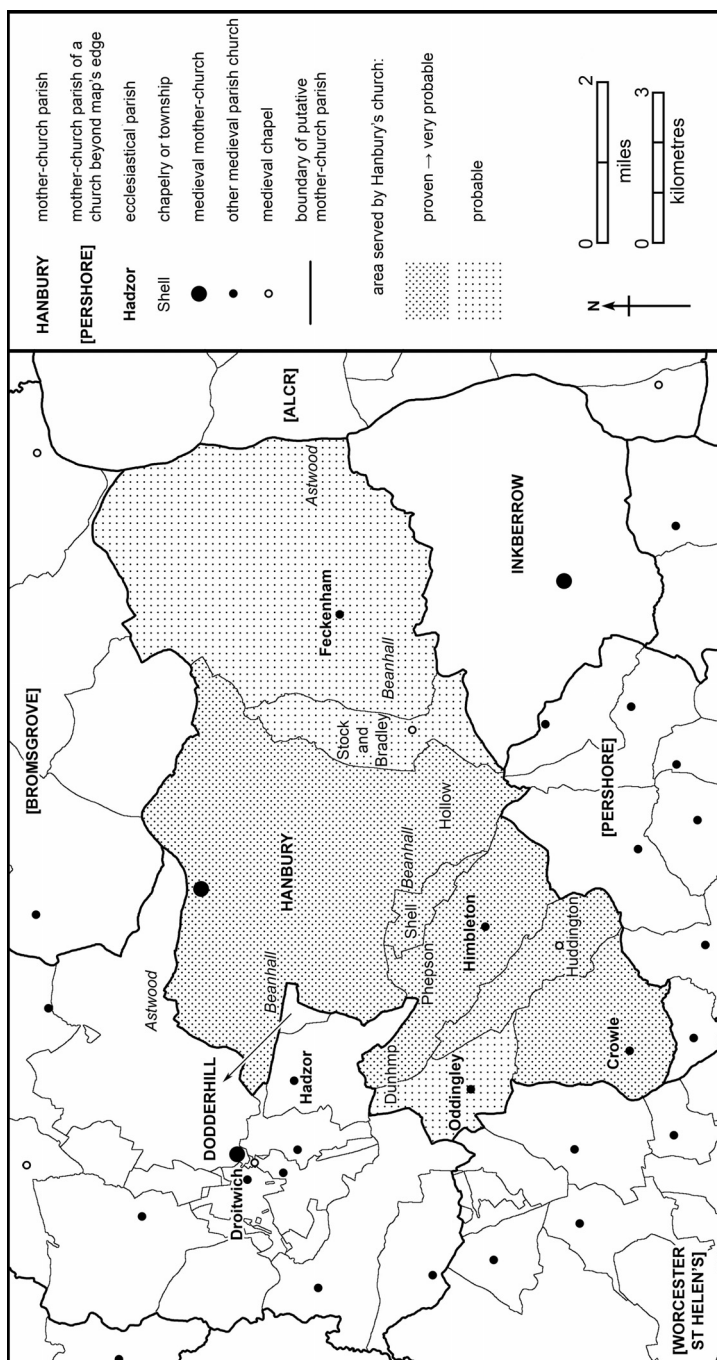 [BROMSGROVE]
Astwood
DODDERHILL
Beanhall
HANBURY
Stock
and
Bradley
Feckenham
Astwood
[ALCR]
Droitwich
Hadzor
Dunhmp
Phepson
Shell
Beanhall
Hollow
Beanhall
Oddingley
Himbleton
Huddington
INKBERROW
Crowle
[PERSHORE]
[WORCESTER
ST HELEN'S]
HANBURY mother-church parish
[PERSHORE] mother-church parish of a
church beyond map's edge
Hadzor ecclesiastical parish
Shell chapelry or township
medieval mother-church
other medieval parish church
medieval chapel
boundary of putative
mother-church parish
area served by Hanbury's church:
proven → very probable
probable
N
0 2
miles
0 3
kilometres